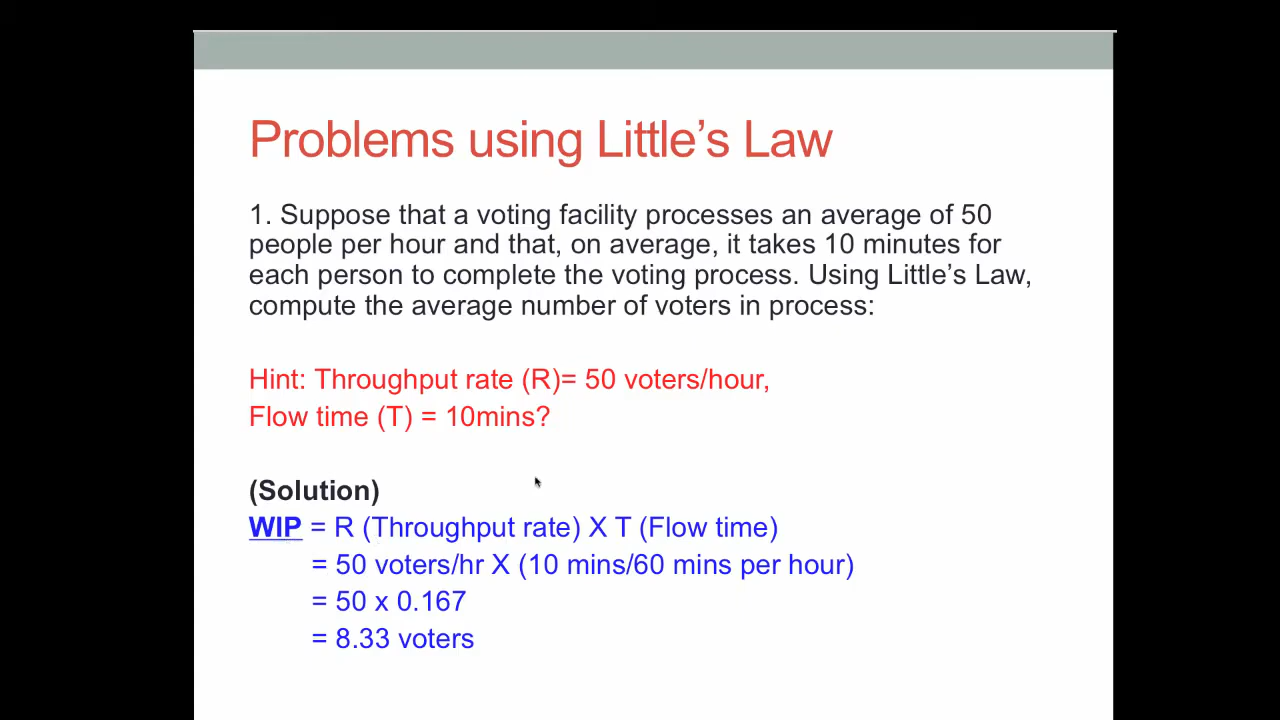 Problems using Little’s Law
1. Suppose that a voting facility processes an average of 50
people per hour and that, on average, it takes 10 minutes for
each person to complete the voting process. Using Little’s Law,
compute the average number of voters in process:
Hint: Throughput rate (R)= 50 voters/hour,
Flow time (T) = 10mins?
(Solution)
WIP = R (Throughput rate) X T (Flow time)
= 50 voters/hr X (10 mins/60 mins per hour)
= 50 x 0.167
= 8.33 voters